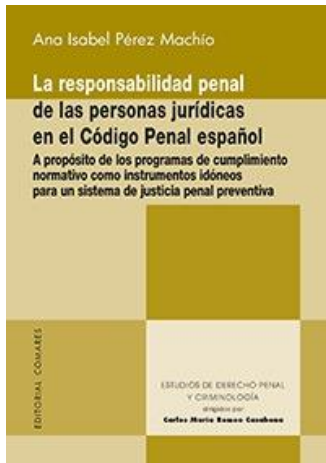 Ana Isabel Pérez Machío
La responsabilidad penal
de las personas jurídicas
en el Código Penal español
A propósito de los programas de cumplimiento
normativo como instrumentos idóneos
para un sistema de justicia penal preventiva
EDITORIAL COMARES
ESTUDIOS DE DERECHO PENAL
Y CRIMINOLOGÍA
dirigidos por
Carlos María Romeo Casabona